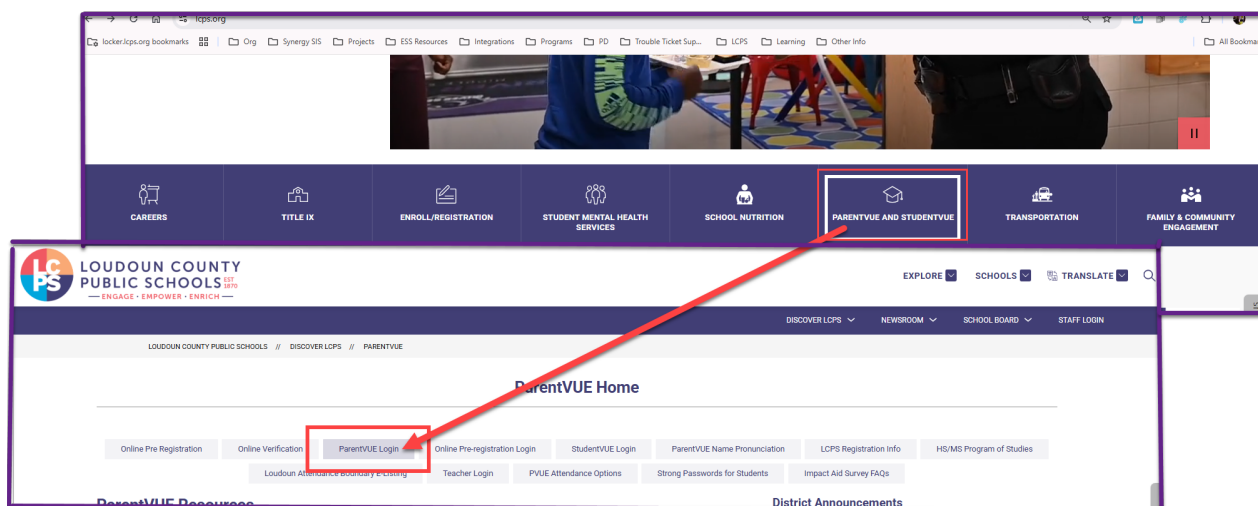 lcps.org
locker.lcps.org bookmarks Org Synergy SIS Projects ESS Resources Integrations Programs PD Trouble Ticket Sup... LCPS Learning Other Info All Bookmar
CAREERS
TITLE IX
ENROLL/REGISTRATION
STUDENT MENTAL HEALTH
SERVICES
SCHOOL NUTRITION
PARENTVUE AND STUDENTVUE
TRANSPORTATION
FAMILY & COMMUNITY
ENGAGEMENT
LC
PS
LOUDOUN COUNTY
PUBLIC SCHOOLS EST 1870
ENGAGE · EMPOWER · ENRICH
EXPLORE SCHOOLS TRANSLATE
DISCOVER LCPS NEWSROOM SCHOOL BOARD STAFF LOGIN
LOUDOUN COUNTY PUBLIC SCHOOLS // DISCOVER LCPS // PARENTVUE
ParentVUE Home
Online Pre Registration Online Verification ParentVUE Login Online Pre-registration Login StudentVUE Login ParentVUE Name Pronunciation LCPS Registration Info HS/MS Program of Studies
Loudoun Attendance Boundary E-Listing Teacher Login PVUE Attendance Options Strong Passwords for Students Impact Aid Survey FAQs
ParentVUE Resources
District Announcements